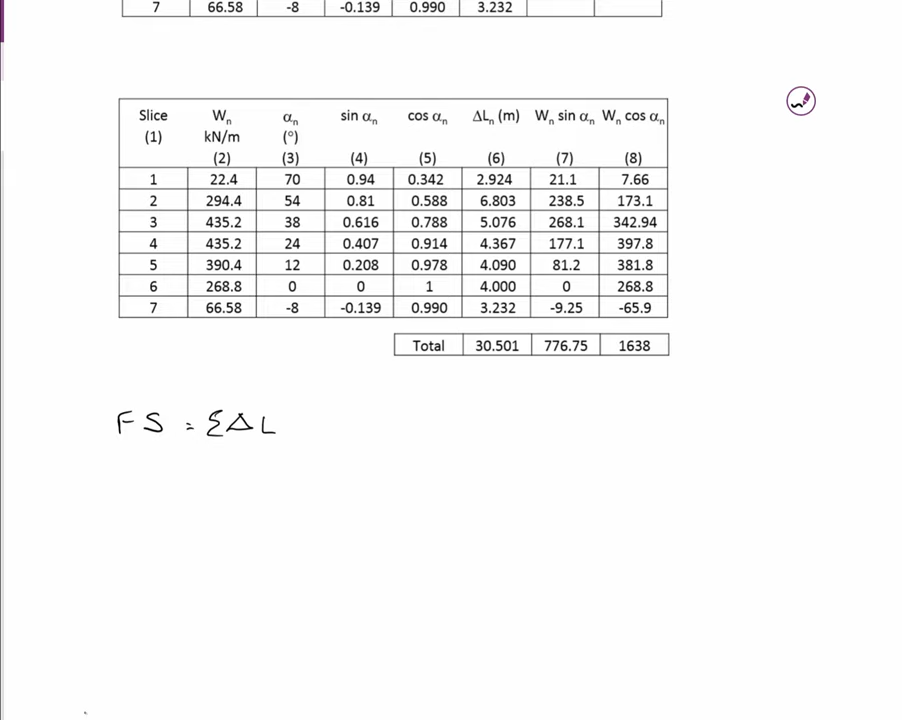 7 66.58 -8 -0.139 0.990 3.232
Slice Wn αn sin αn cos αn ΔLn (m) Wn sin αn Wn cos αn
(1) kN/m (°)
(2) (3) (4) (5) (6) (7) (8)
1 22.4 70 0.94 0.342 2.924 21.1 7.66
2 294.4 54 0.81 0.588 6.803 238.5 173.1
3 435.2 38 0.616 0.788 5.076 268.1 342.94
4 435.2 24 0.407 0.914 4.367 177.1 397.8
5 390.4 12 0.208 0.978 4.090 81.2 381.8
6 268.8 0 0 1 4.000 0 268.8
7 66.58 -8 -0.139 0.990 3.232 -9.25 -65.9
Total 30.501 776.75 1638
FS = ΣΔL